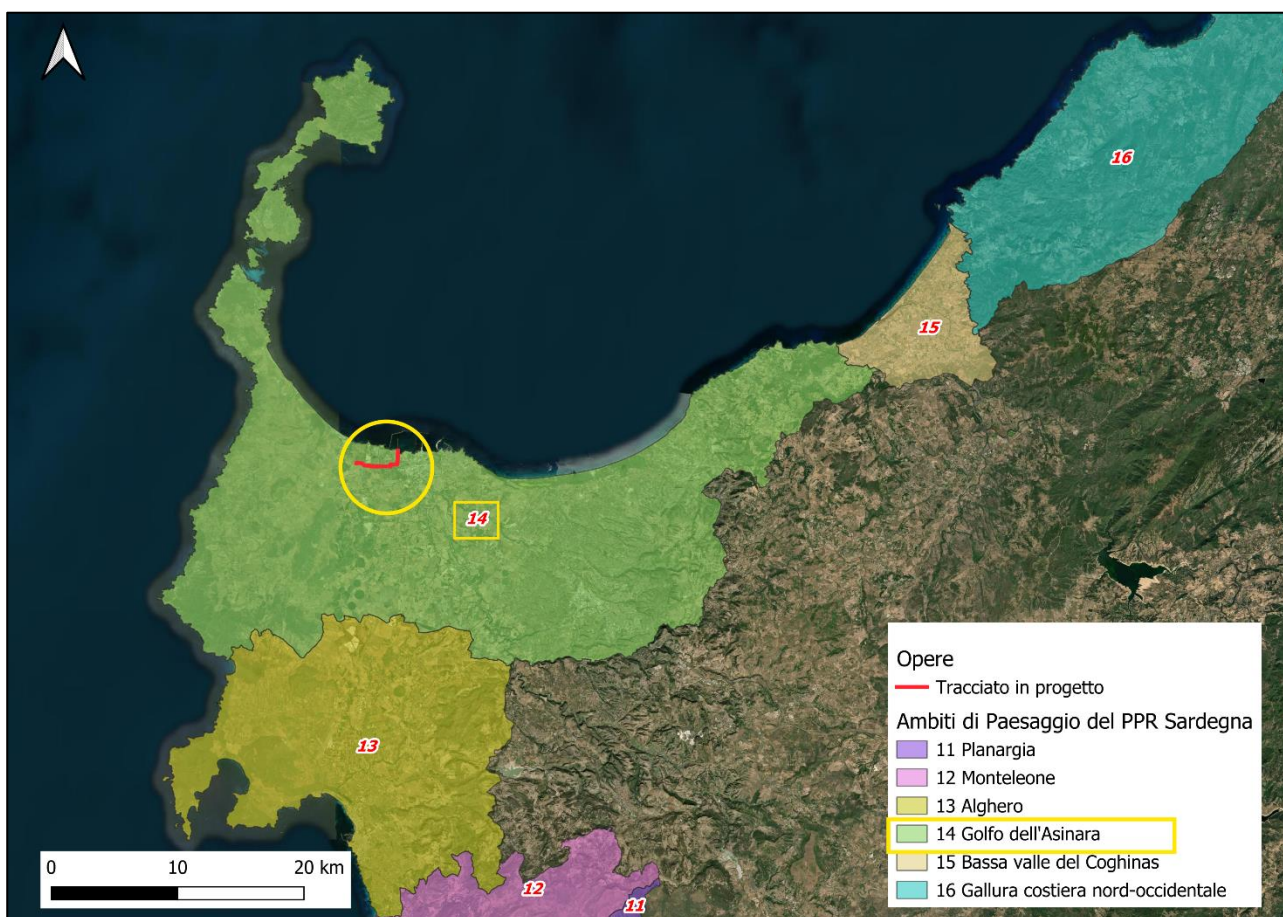 16
15
14
13
12
11
Opere
Tracciato in progetto
Ambiti di Paesaggio del PPR Sardegna
11 Planargia
12 Monteleone
13 Alghero
14 Golfo dell'Asinara
15 Bassa valle del Coghinas
16 Gallura costiera nord-occidentale
0 10 20 km